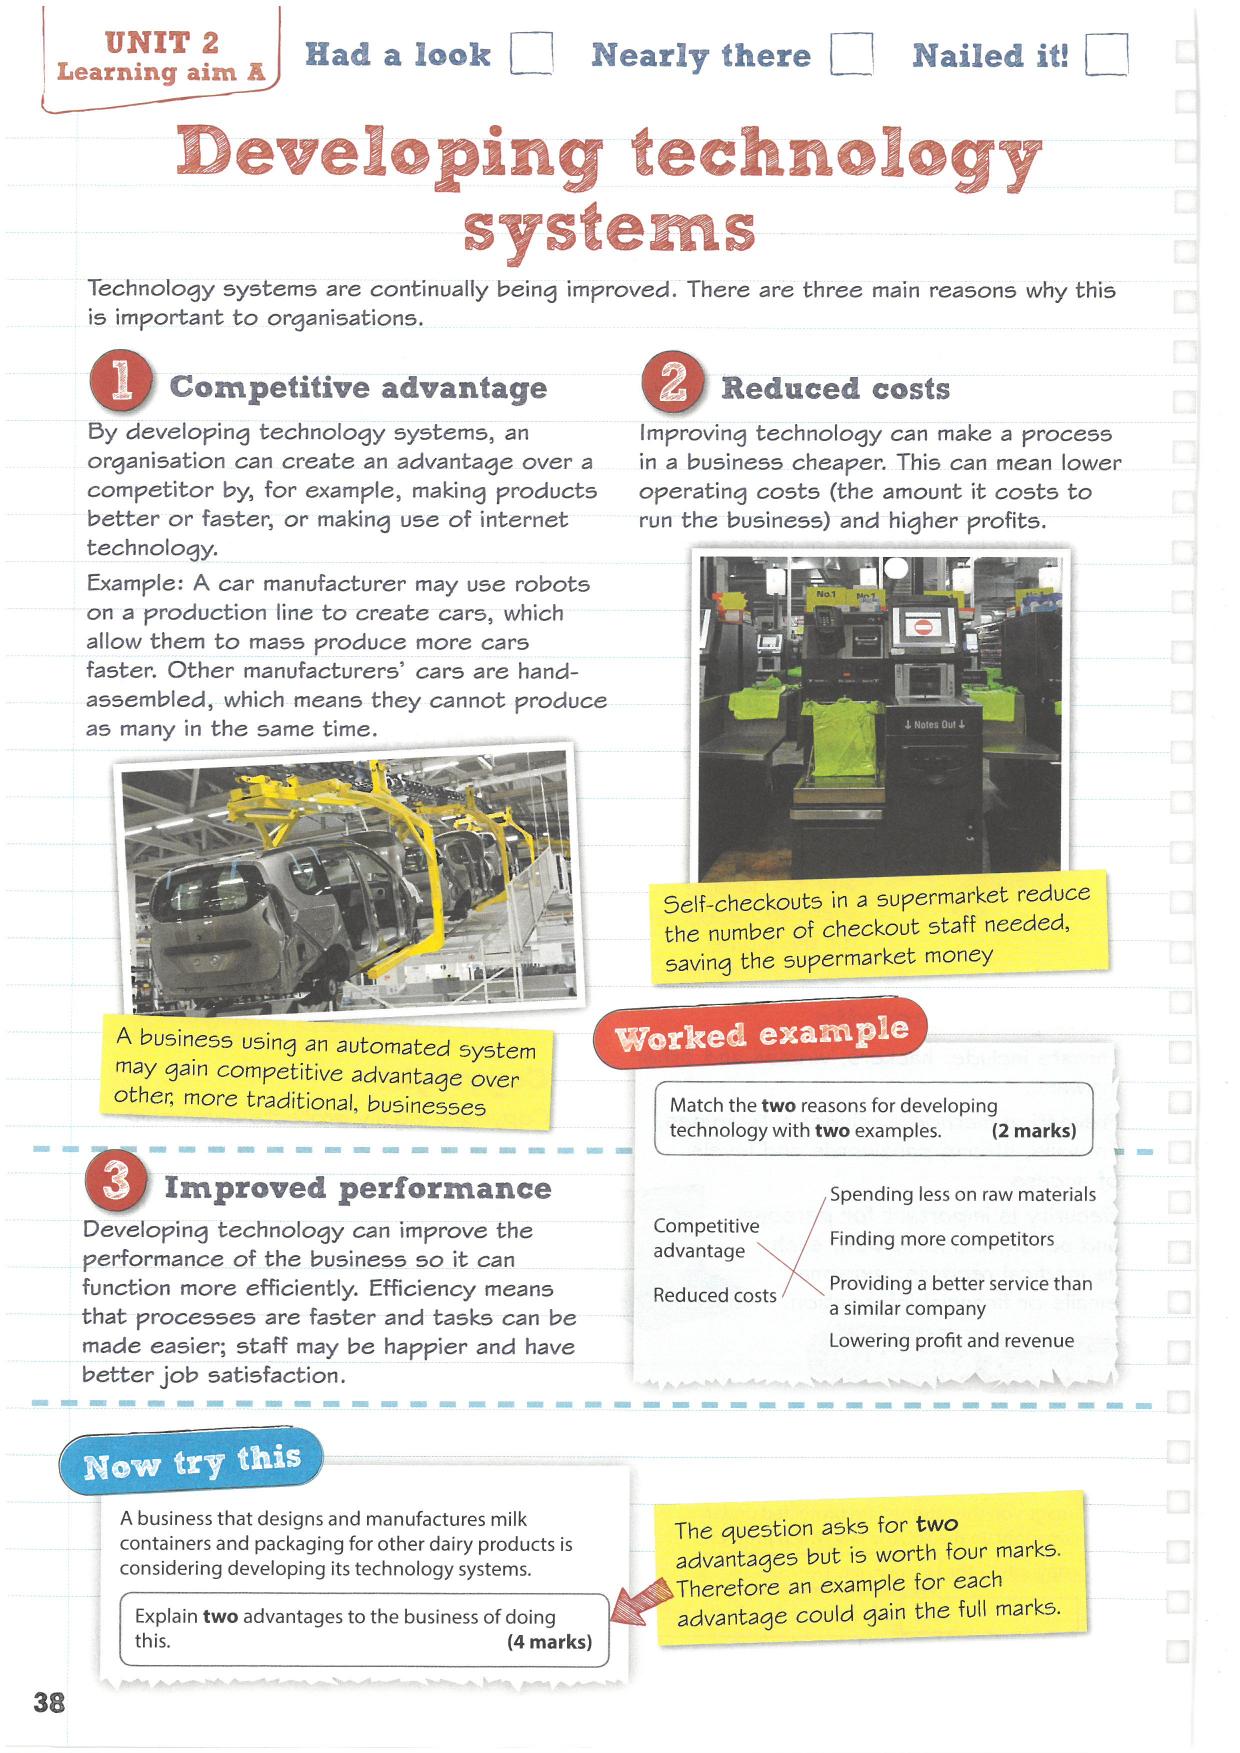 UNIT 2
Learning aim A
Had a look
Nearly there
Nailed it!
Developing technology
systems
Technology systems are continually being improved. There are three main reasons why this
is important to organisations.
1 Competitive advantage
By developing technology systems, an
organisation can create an advantage over a
competitor by, for example, making products
better or faster, or making use of internet
technology.
Example: A car manufacturer may use robots
on a production line to create cars, which
allow them to mass produce more cars
faster. Other manufacturers' cars are hand-
assembled, which means they cannot produce
as many in the same time.
A business using an automated system
may gain competitive advantage over
other, more traditional, businesses
2 Reduced costs
Improving technology can make a process
in a business cheaper. This can mean lower
operating costs (the amount it costs to
run the business) and higher profits.
No.1
No.1
↓ Notes Out ↓
Self-checkouts in a supermarket reduce
the number of checkout staff needed,
saving the supermarket money
3 Improved performance
Developing technology can improve the
performance of the business so it can
function more efficiently. Efficiency means
that processes are faster and tasks can be
made easier; staff may be happier and have
better job satisfaction.
Worked example
Match the two reasons for developing
technology with two examples. (2 marks)
Competitive
advantage
Reduced costs
Spending less on raw materials
Finding more competitors
Providing a better service than
a similar company
Lowering profit and revenue
Now try this
A business that designs and manufactures milk
containers and packaging for other dairy products is
considering developing its technology systems.
Explain two advantages to the business of doing
this. (4 marks)
The question asks for two
advantages but is worth four marks.
Therefore an example for each
advantage could gain the full marks.
38